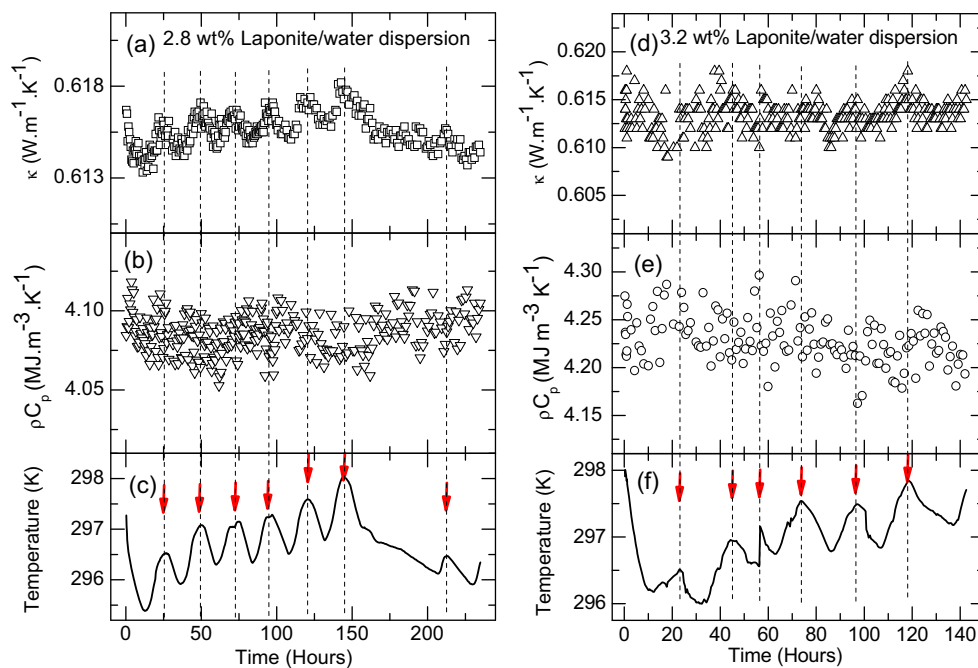 (a) 2.8 wt% Laponite/water dispersion
0.618
0.613
κ (W.m⁻¹.K⁻¹)
(b)
4.10
4.05
ρCₚ (MJ.m⁻³.K⁻¹)
(c)
298
297
296
Temperature (K)
0 50 100 150 200
Time (Hours)
(d) 3.2 wt% Laponite/water dispersion
0.620
0.615
0.610
0.605
κ (W.m⁻¹.K⁻¹)
(e)
4.30
4.25
4.20
4.15
ρCₚ (MJ.m⁻³ K⁻¹)
(f)
298
297
296
Temperature (K)
0 20 40 60 80 100 120 140
Time (Hours)